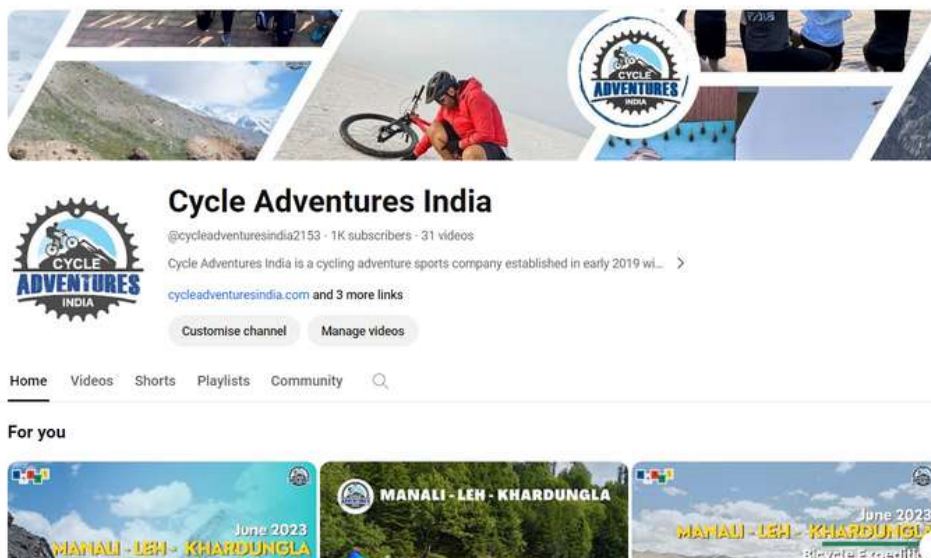 CYCLE
ADVENTURES
INDIA
Cycle Adventures India
CYCLE
ADVENTURES
INDIA
@cycleadventuresindia2153 · 1K subscribers · 31 videos
Cycle Adventures India is a cycling adventure sports company established in early 2019 wi...
cycleadventuresindia.com and 3 more links
Customise channel Manage videos
Home Videos Shorts Playlists Community
For you
June 2023
MANALI - LEH - KHARDUNGLA
MANALI - LEH - KHARDUNGLA
June 2023
MANALI - LEH - KHARDUNGLA
Bicycle Expedition